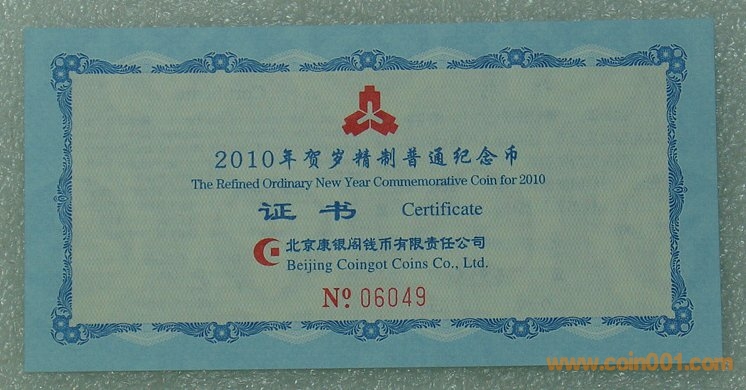 2010年贺岁精制普通纪念币
The Refined Ordinary New Year Commemorative Coin for 2010
证书 Certificate
北京康银阁钱币有限责任公司
Beijing Coingot Coins Co., Ltd.
Nº 06049
www.coin001.com